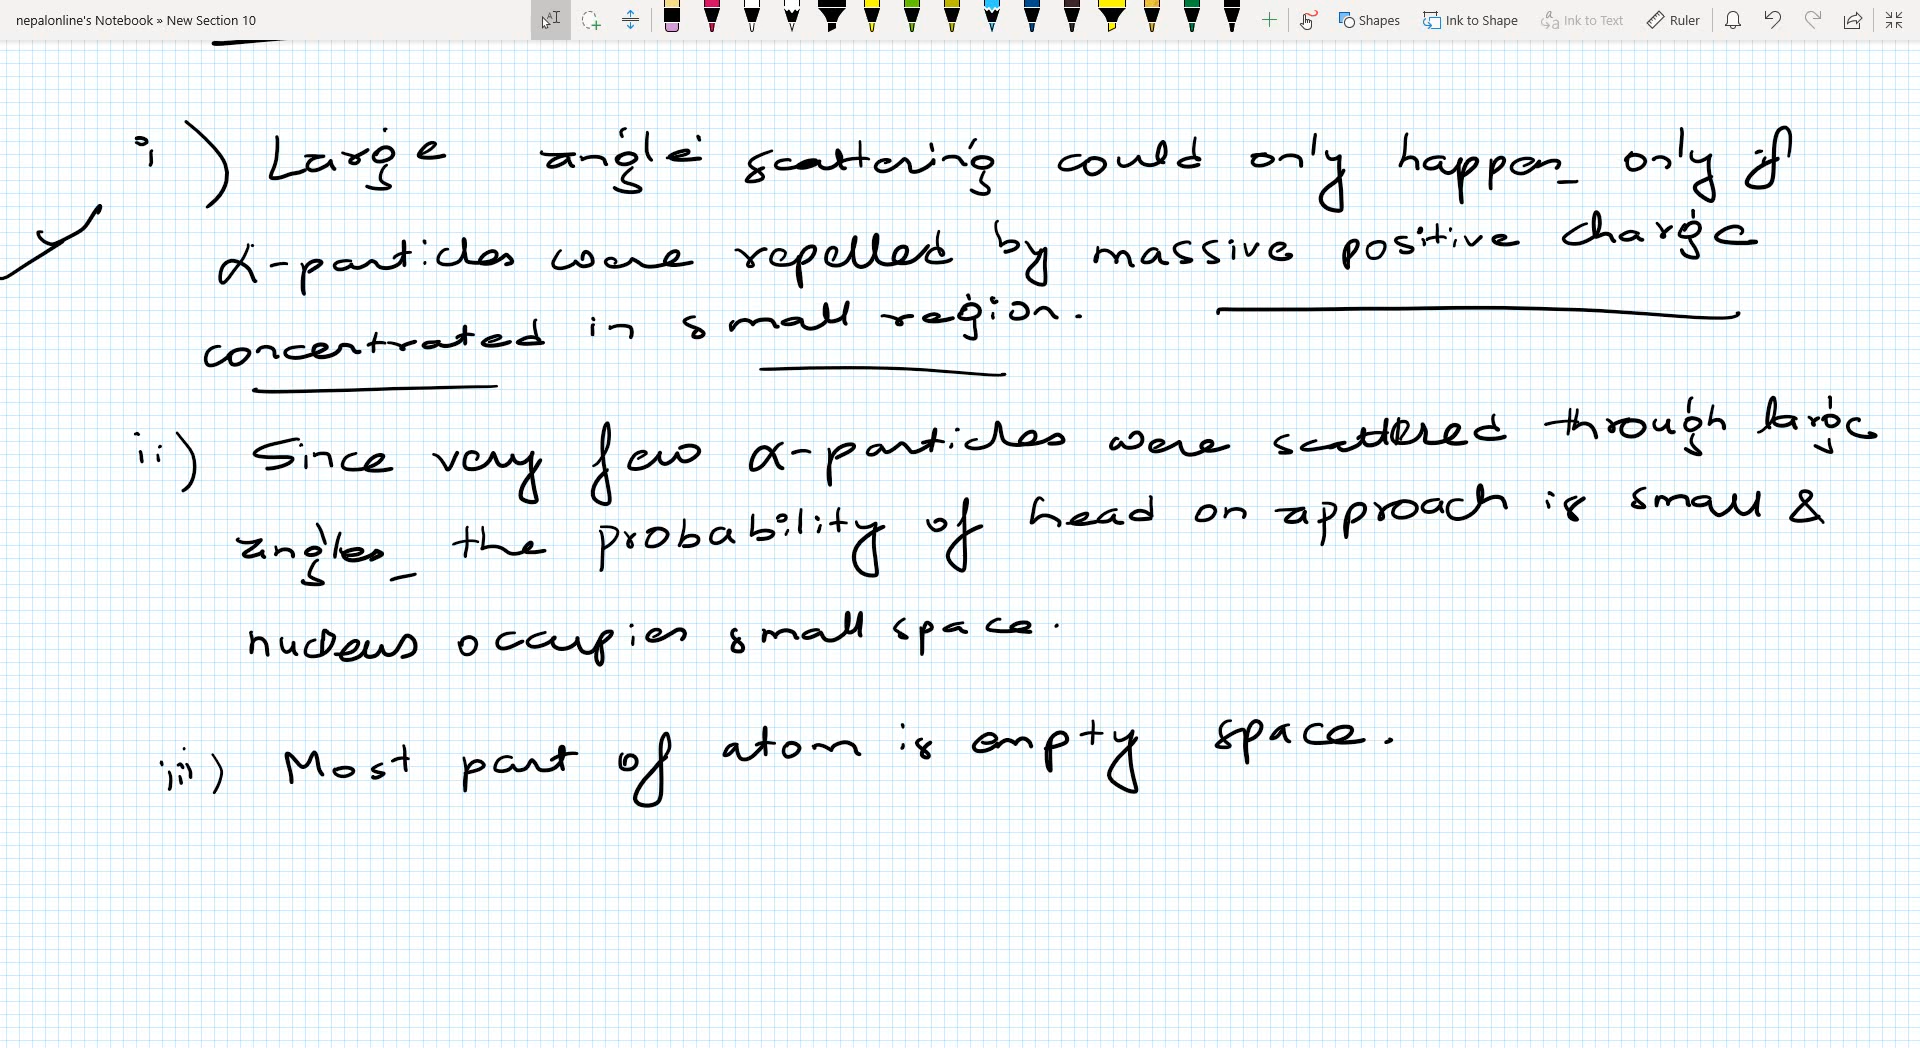 nepalonline's Notebook » New Section 10
Shapes Ink to Shape Ink to Text Ruler
i) Large angle scattering could only happen only if
α-particles were repelled by massive positive charge
concentrated in small region.
ii) Since very few α-particles were scattered through large
angles the probability of head on approach is small &
nucleus occupies small space.
iii) Most part of atom is empty space.